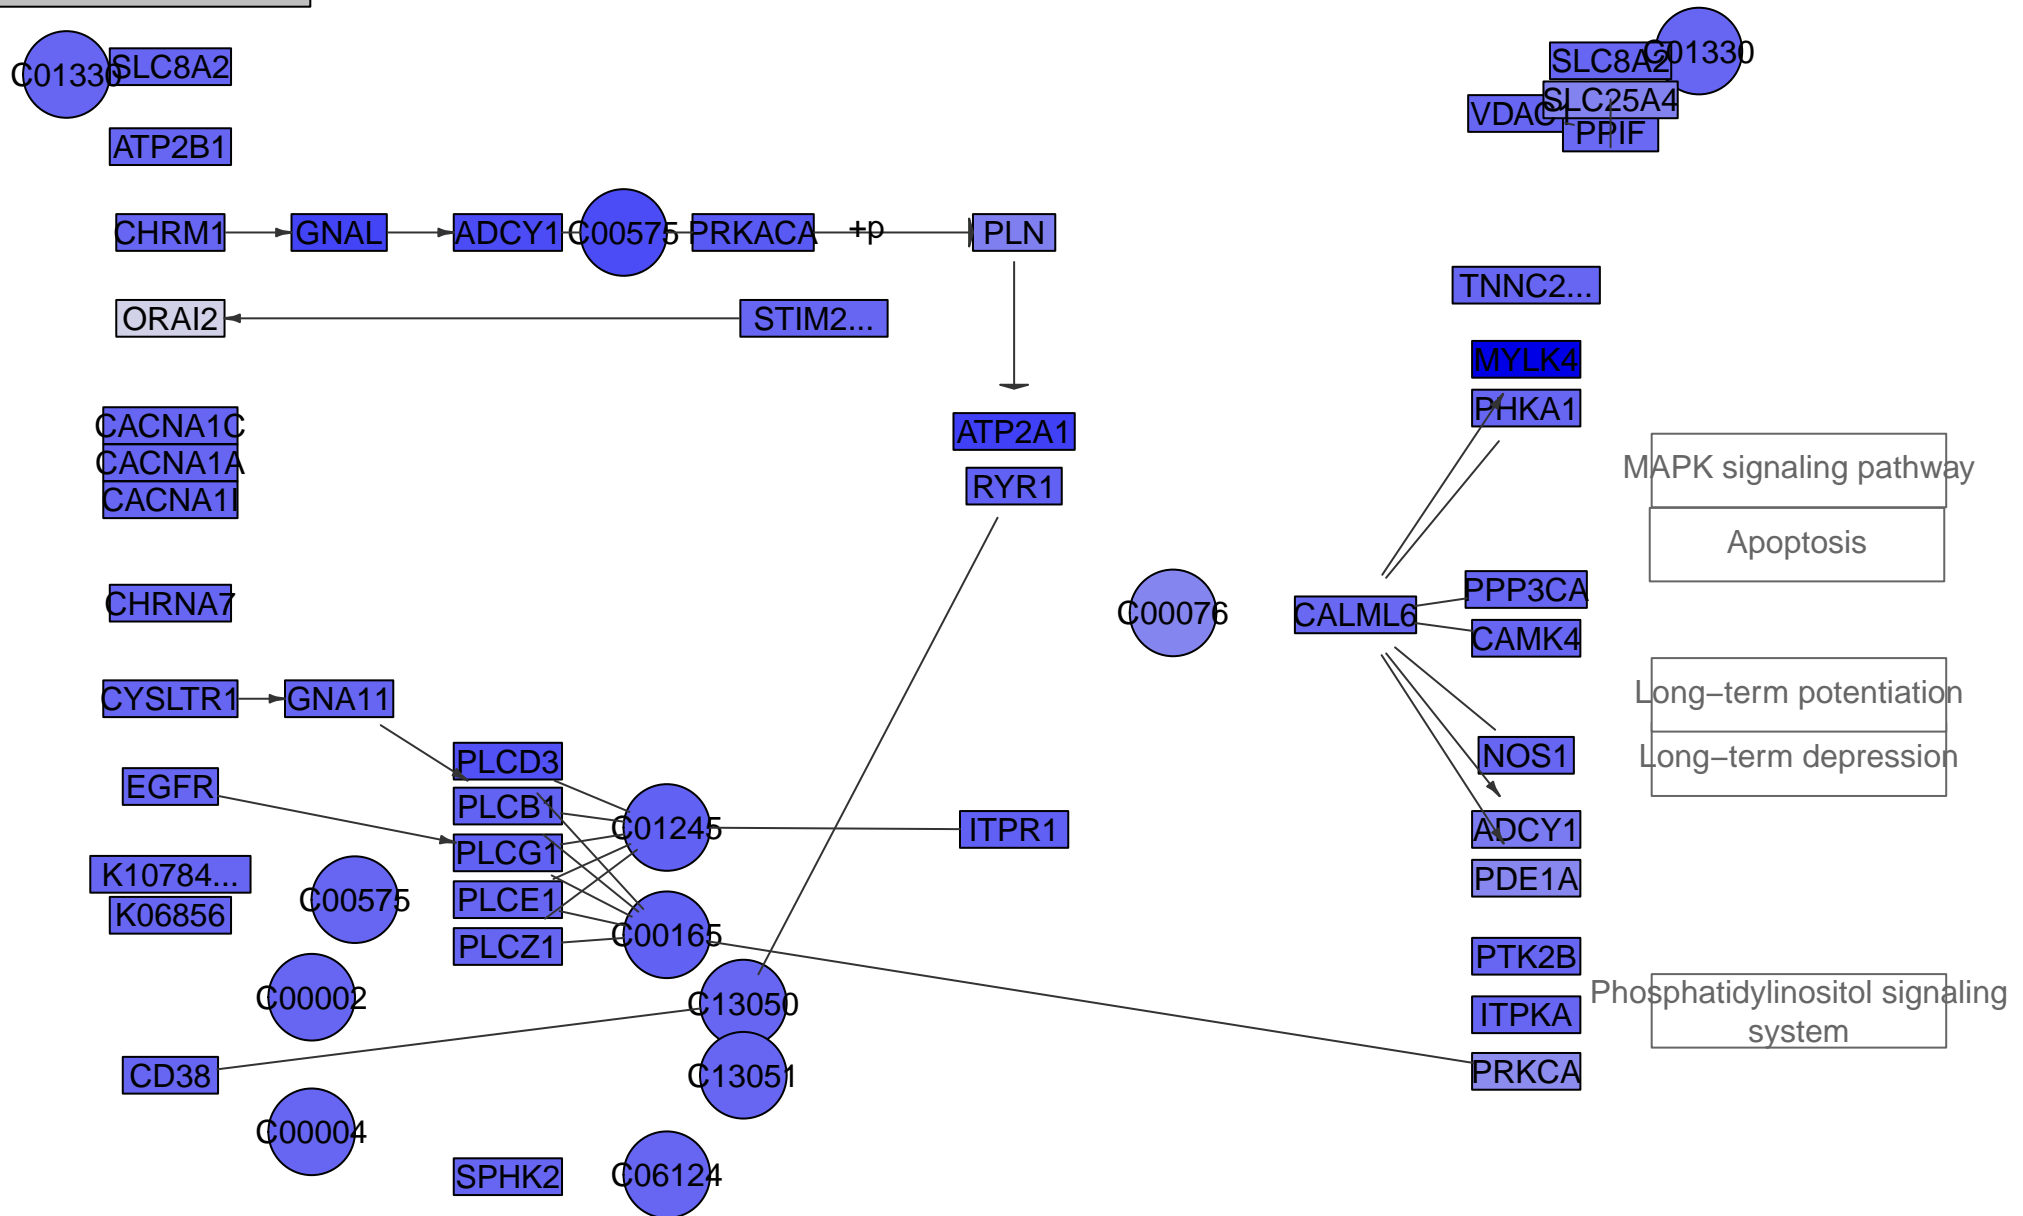 C01330
SLC8A2
SLC8A2
C01330
SLC25A4
VDAC1
PPIF
ATP2B1
CHRM1
GNAL
ADCY1
C00575
PRKACA
+p
PLN
TNNC2...
ORAI2
STIM2...
MYLK4
PHKA1
CACNA1C
CACNA1A
CACNA1I
ATP2A1
RYR1
MAPK signaling pathway
Apoptosis
CHRNA7
C00076
CALML6
PPP3CA
CAMK4
CYSLTR1
GNA11
Long−term potentiation
Long−term depression
PLCD3
NOS1
EGFR
PLCB1
C01245
ITPR1
ADCY1
PLCG1
K10784...
PDE1A
C00575
PLCE1
K06856
C00165
PLCZ1
PTK2B
C00002
C13050
ITPKA
Phosphatidylinositol signaling
system
CD38
C13051
PRKCA
C00004
SPHK2
C06124